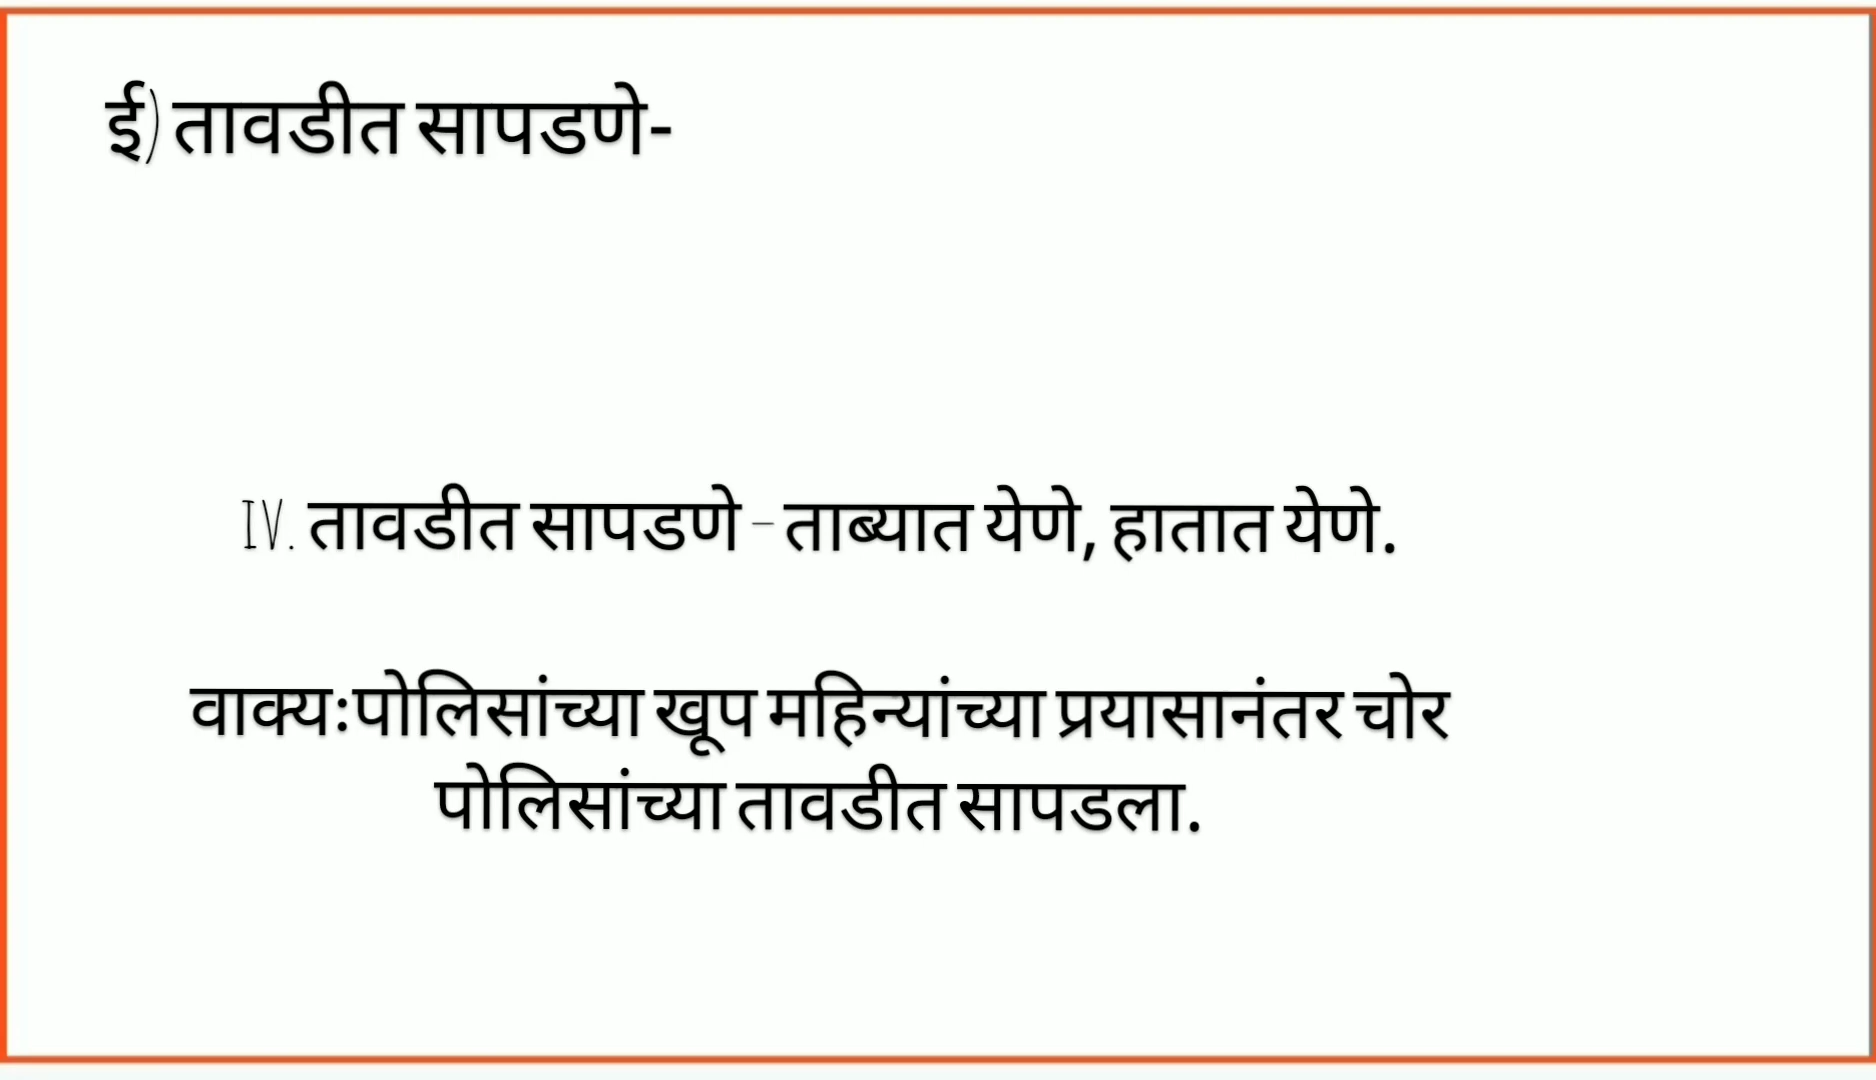 ई) तावडीत सापडणे-
IV. तावडीत सापडणे – ताब्यात येणे, हातात येणे.
वाक्यःपोलिसांच्या खूप महिन्यांच्या प्रयासानंतर चोर
पोलिसांच्या तावडीत सापडला.